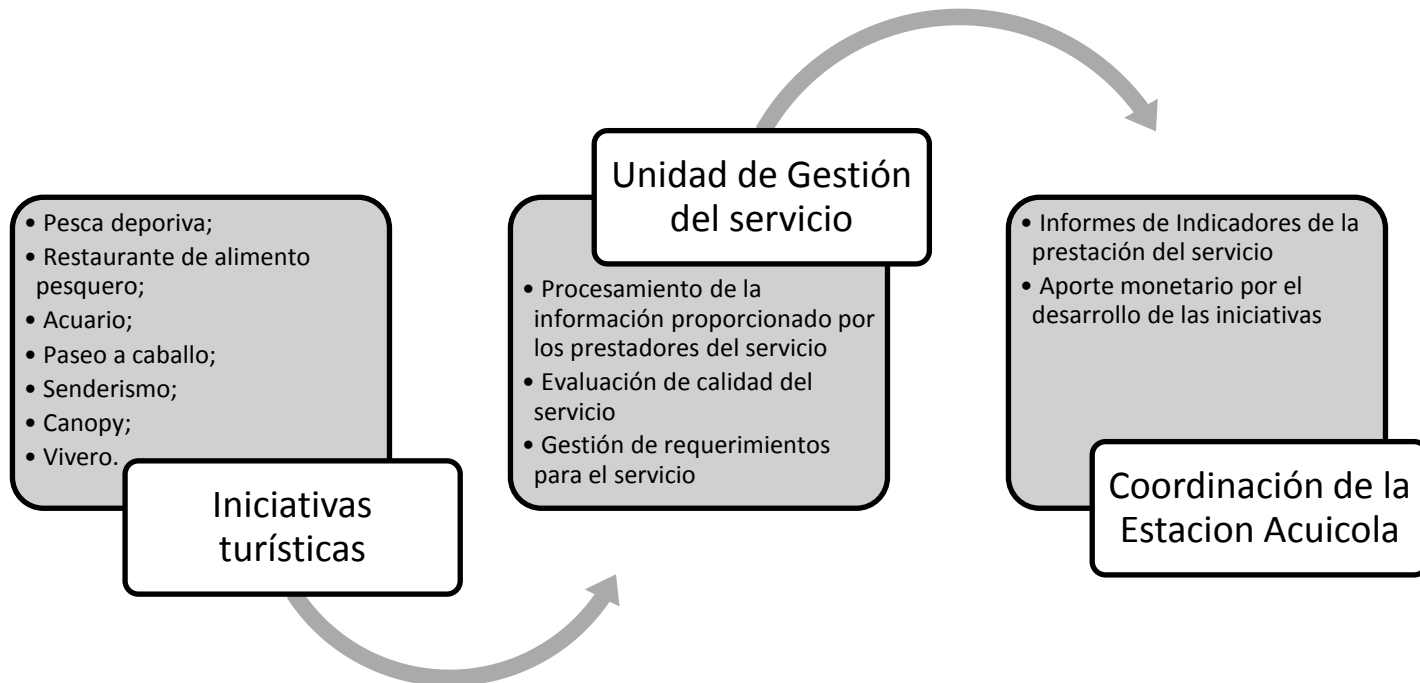 • Pesca deporiva;
• Restaurante de alimento
pesquero;
• Acuario;
• Paseo a caballo;
• Senderismo;
• Canopy;
• Vivero.
Iniciativas
turísticas
Unidad de Gestión
del servicio
• Procesamiento de la
información proporcionado por
los prestadores del servicio
• Evaluación de calidad del
servicio
• Gestión de requerimientos
para el servicio
• Informes de Indicadores de la
prestación del servicio
• Aporte monetario por el
desarrollo de las iniciativas
Coordinación de la
Estacion Acuicola